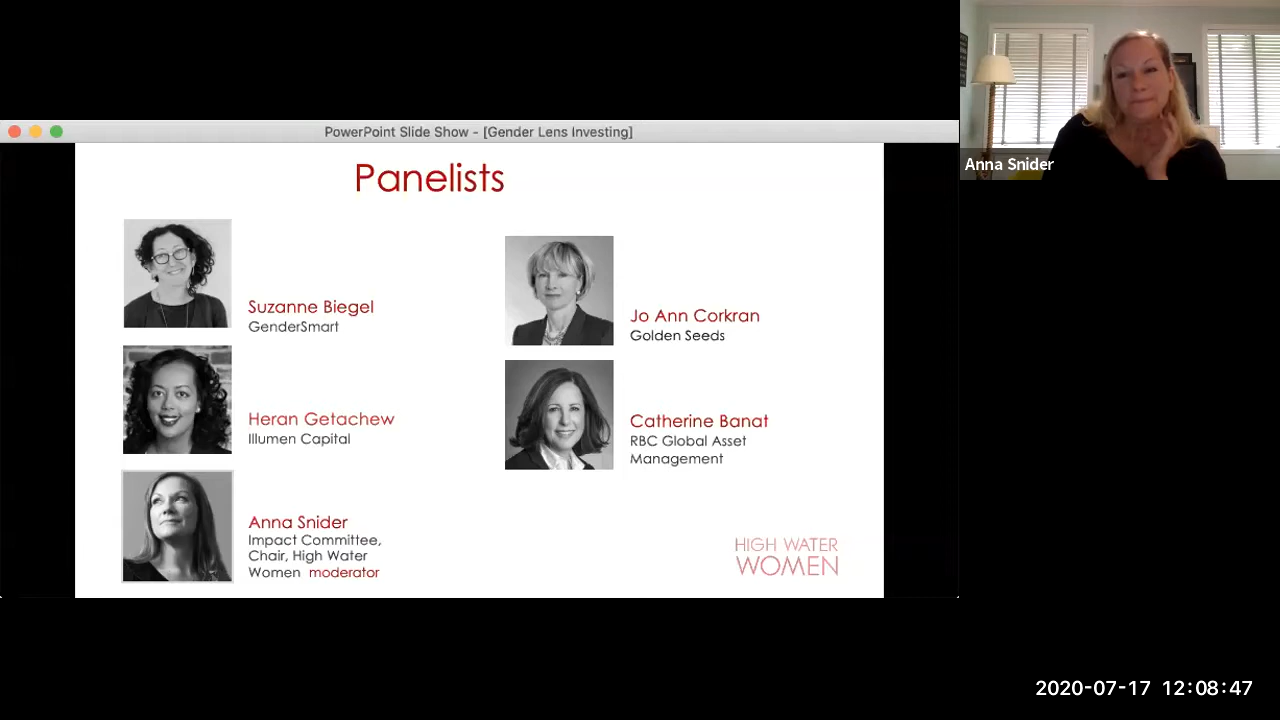 PowerPoint Slide Show - [Gender Lens Investing]
Panelists
Suzanne Biegel
GenderSmart
Heran Getachew
Illumen Capital
Anna Snider
Impact Committee,
Chair, High Water
Women moderator
Jo Ann Corkran
Golden Seeds
Catherine Banat
RBC Global Asset
Management
HIGH WATER
WOMEN
Anna Snider
2020-07-17 12:08:47